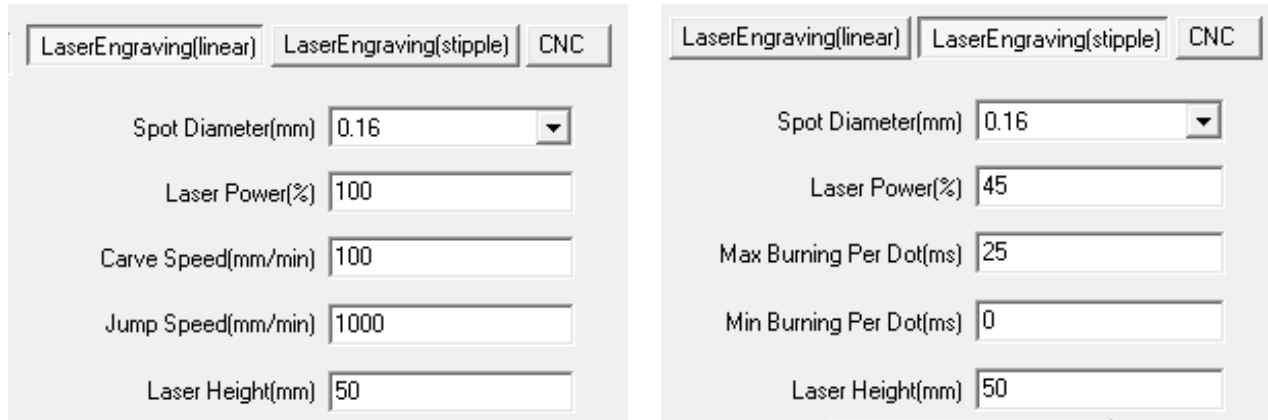 LaserEngraving(linear) LaserEngraving(stipple) CNC
Spot Diameter(mm) 0.16
Laser Power(%) 100
Carve Speed(mm/min) 100
Jump Speed(mm/min) 1000
Laser Height(mm) 50
LaserEngraving(linear) LaserEngraving(stipple) CNC
Spot Diameter(mm) 0.16
Laser Power(%) 45
Max Burning Per Dot(ms) 25
Min Burning Per Dot(ms) 0
Laser Height(mm) 50